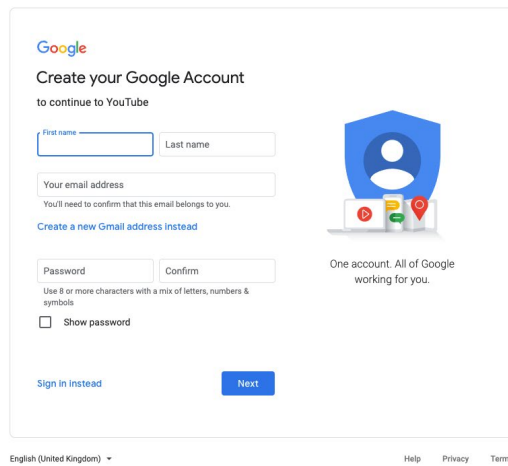 Google
Create your Google Account
to continue to YouTube
First name
Last name
Your email address
You'll need to confirm that this email belongs to you.
Create a new Gmail address instead
Password
Confirm
Use 8 or more characters with a mix of letters, numbers &
symbols
Show password
Sign in instead
Next
One account. All of Google
working for you.
English (United Kingdom)
Help
Privacy
Term